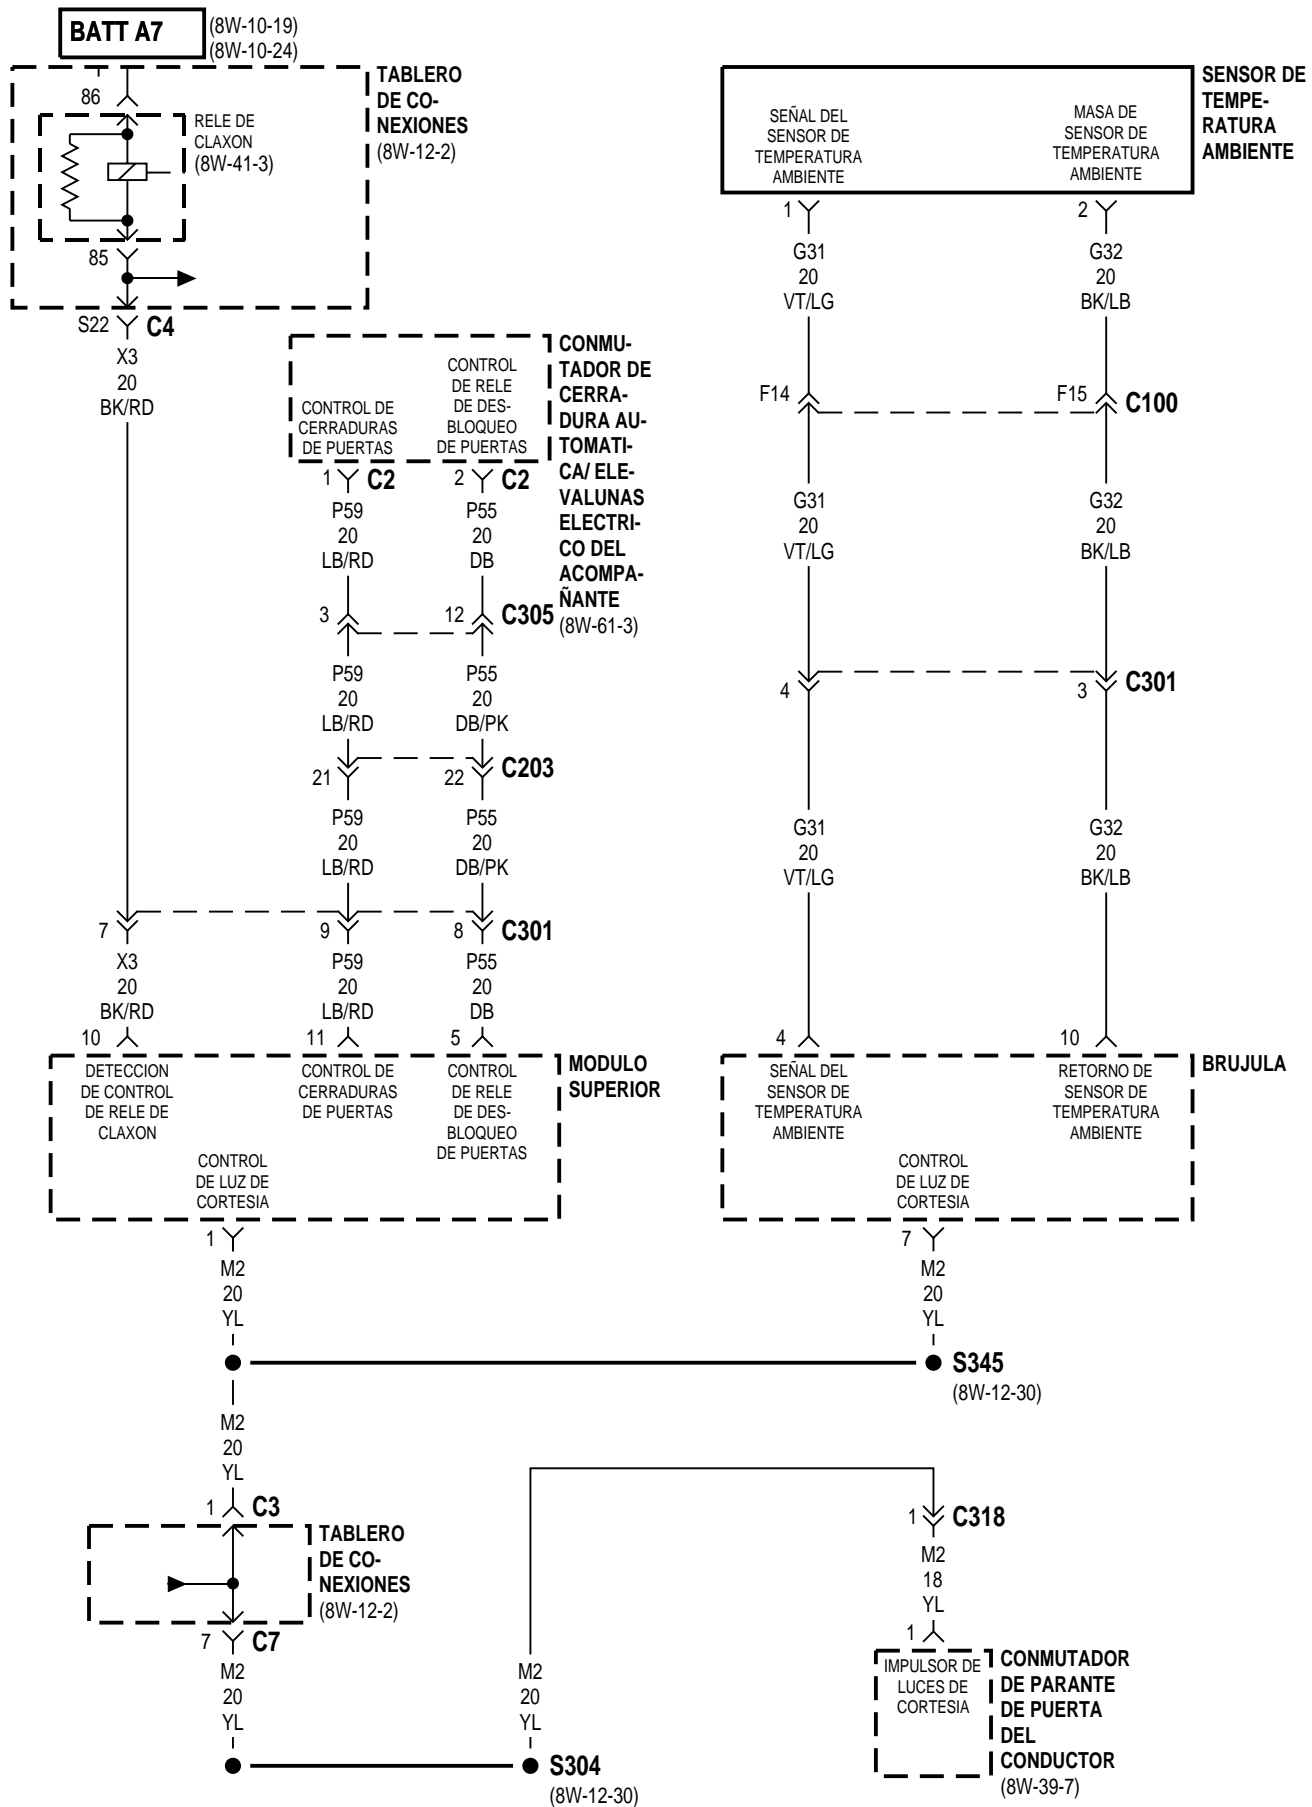 BATT A7
(8W-10-19)
(8W-10-24)
86
RELE DE
CLAXON
(8W-41-3)
85
TABLERO
DE CO-
NEXIONES
(8W-12-2)
S22
C4
X3
20
BK/RD
CONTROL DE
CERRADURAS
DE PUERTAS
CONTROL
DE RELE
DE DES-
BLOQUEO
DE PUERTAS
CONMU-
TADOR DE
CERRA-
DURA AU-
TOMATI-
CA/ ELE-
VALUNAS
ELECTRI-
CO DEL
ACOMPA-
ÑANTE
(8W-61-3)
1
C2
2
C2
P59
20
LB/RD
P55
20
DB
3
12
C305
P59
20
LB/RD
P55
20
DB/PK
21
22
C203
P59
20
LB/RD
P55
20
DB/PK
7
9
8
C301
X3
20
BK/RD
P59
20
LB/RD
P55
20
DB
10
11
5
DETECCION
DE CONTROL
DE RELE DE
CLAXON
CONTROL DE
CERRADURAS
DE PUERTAS
CONTROL
DE RELE
DE DES-
BLOQUEO
DE PUERTAS
MODULO
SUPERIOR
CONTROL
DE LUZ DE
CORTESIA
1
M2
20
YL
SEÑAL DEL
SENSOR DE
TEMPERATURA
AMBIENTE
MASA DE
SENSOR DE
TEMPERATURA
AMBIENTE
SENSOR DE
TEMPE-
RATURA
AMBIENTE
1
2
G31
20
VT/LG
G32
20
BK/LB
F14
F15
C100
G31
20
VT/LG
G32
20
BK/LB
4
3
C301
G31
20
VT/LG
G32
20
BK/LB
4
10
SEÑAL DEL
SENSOR DE
TEMPERATURA
AMBIENTE
RETORNO DE
SENSOR DE
TEMPERATURA
AMBIENTE
BRUJULA
CONTROL
DE LUZ DE
CORTESIA
7
M2
20
YL
S345
(8W-12-30)
M2
20
YL
1
C3
TABLERO
DE CO-
NEXIONES
(8W-12-2)
7
C7
M2
20
YL
M2
20
YL
S304
(8W-12-30)
1
C318
M2
18
YL
1
IMPULSOR DE
LUCES DE
CORTESIA
CONMUTADOR
DE PARANTE
DE PUERTA
DEL
CONDUCTOR
(8W-39-7)